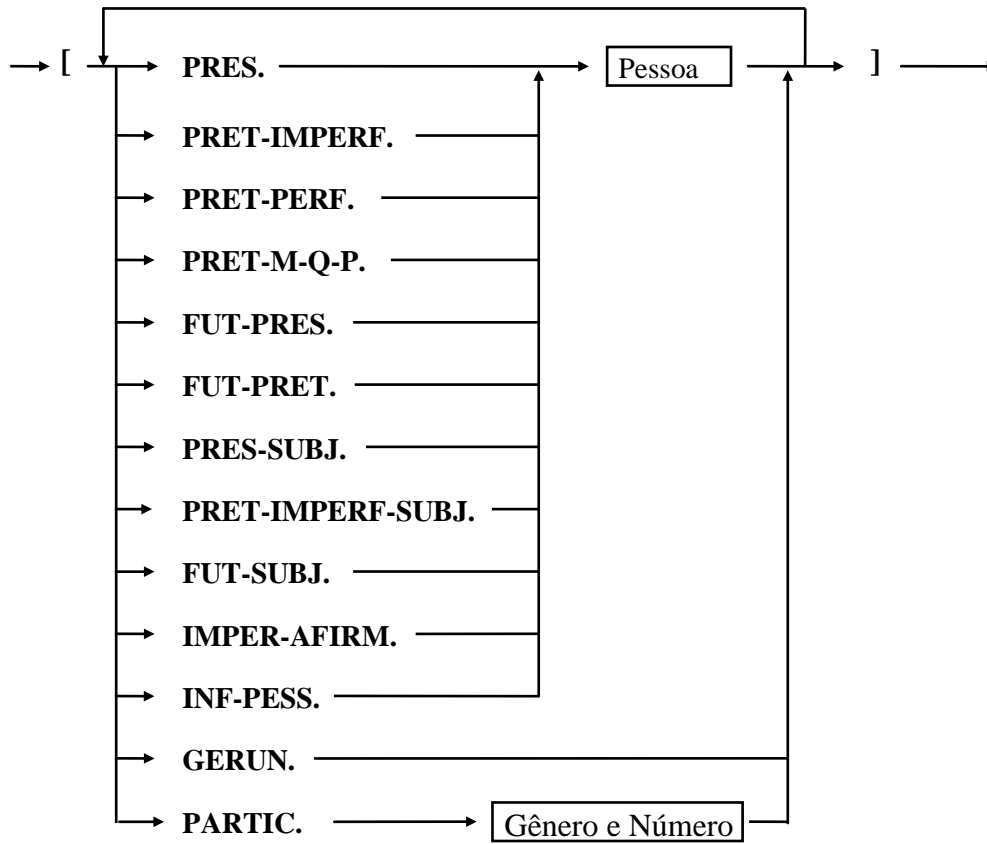 [ PRES. Pessoa ]
PRET-IMPERF.
PRET-PERF.
PRET-M-Q-P.
FUT-PRES.
FUT-PRET.
PRES-SUBJ.
PRET-IMPERF-SUBJ.
FUT-SUBJ.
IMPER-AFIRM.
INF-PESS.
GERUN.
PARTIC. Gênero e Número